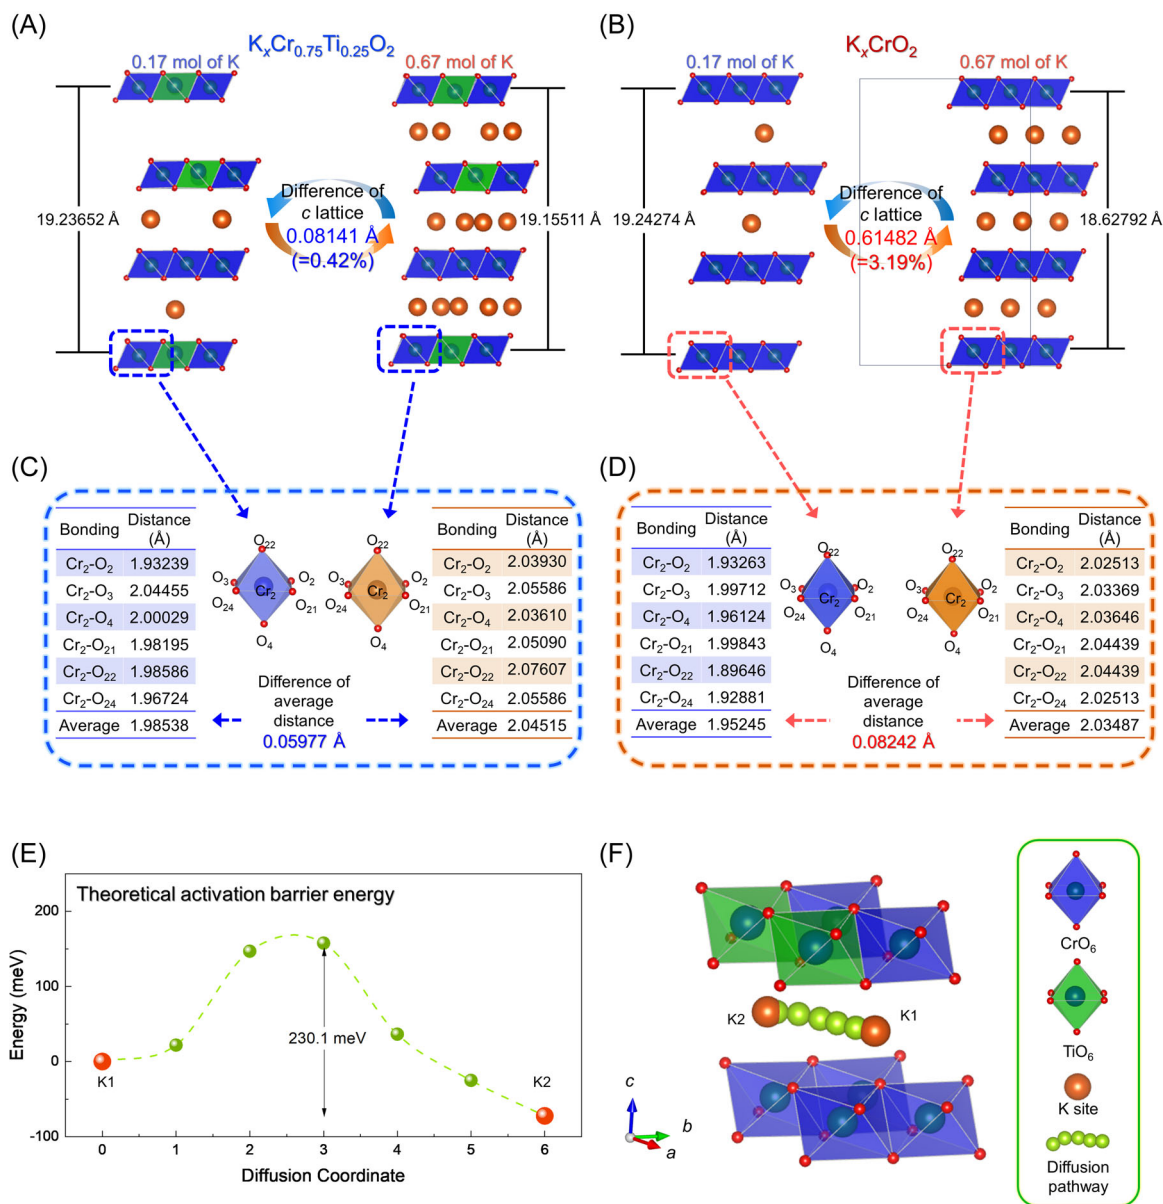 (A)
KxCr0.75Ti0.25O2
0.17 mol of K
0.67 mol of K
19.23652 Å
Difference of
c lattice
0.08141 Å
(=0.42%)
19.15511 Å
(B)
KxCrO2
0.17 mol of K
0.67 mol of K
19.24274 Å
Difference of
c lattice
0.61482 Å
(=3.19%)
18.62792 Å
(C)
Bonding Distance
(Å)
Cr2-O2 1.93239
Cr2-O3 2.04455
Cr2-O4 2.00029
Cr2-O21 1.98195
Cr2-O22 1.98586
Cr2-O24 1.96724
Average 1.98538
O22
O3
O2
O24
Cr2
O21
O4
O22
O3
O2
O24
Cr2
O21
O4
Difference of
average
distance
0.05977 Å
Bonding Distance
(Å)
Cr2-O2 2.03930
Cr2-O3 2.05586
Cr2-O4 2.03610
Cr2-O21 2.05090
Cr2-O22 2.07607
Cr2-O24 2.05586
Average 2.04515
(D)
Bonding Distance
(Å)
Cr2-O2 1.93263
Cr2-O3 1.99712
Cr2-O4 1.96124
Cr2-O21 1.99843
Cr2-O22 1.89646
Cr2-O24 1.92881
Average 1.95245
O22
O3
O2
O24
Cr2
O21
O4
O22
O3
O2
O24
Cr2
O21
O4
Difference of
average
distance
0.08242 Å
Bonding Distance
(Å)
Cr2-O2 2.02513
Cr2-O3 2.03369
Cr2-O4 2.03646
Cr2-O21 2.04439
Cr2-O22 2.04439
Cr2-O24 2.02513
Average 2.03487
(E)
Theoretical activation barrier energy
Energy (meV)
200
100
0
-100
K1
230.1 meV
K2
0 1 2 3 4 5 6
Diffusion Coordinate
(F)
K2
K1
c
b
a
CrO6
TiO6
K site
Diffusion
pathway